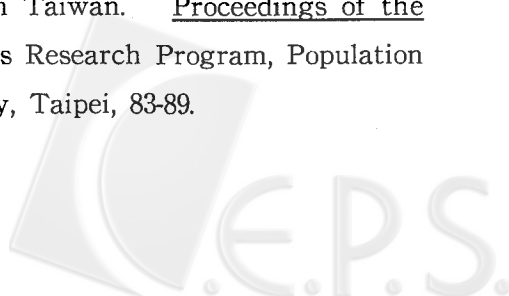 Taiwan. Proceedings of the
s Research Program, Population
y, Taipei, 83-89.
C.E.P.S.